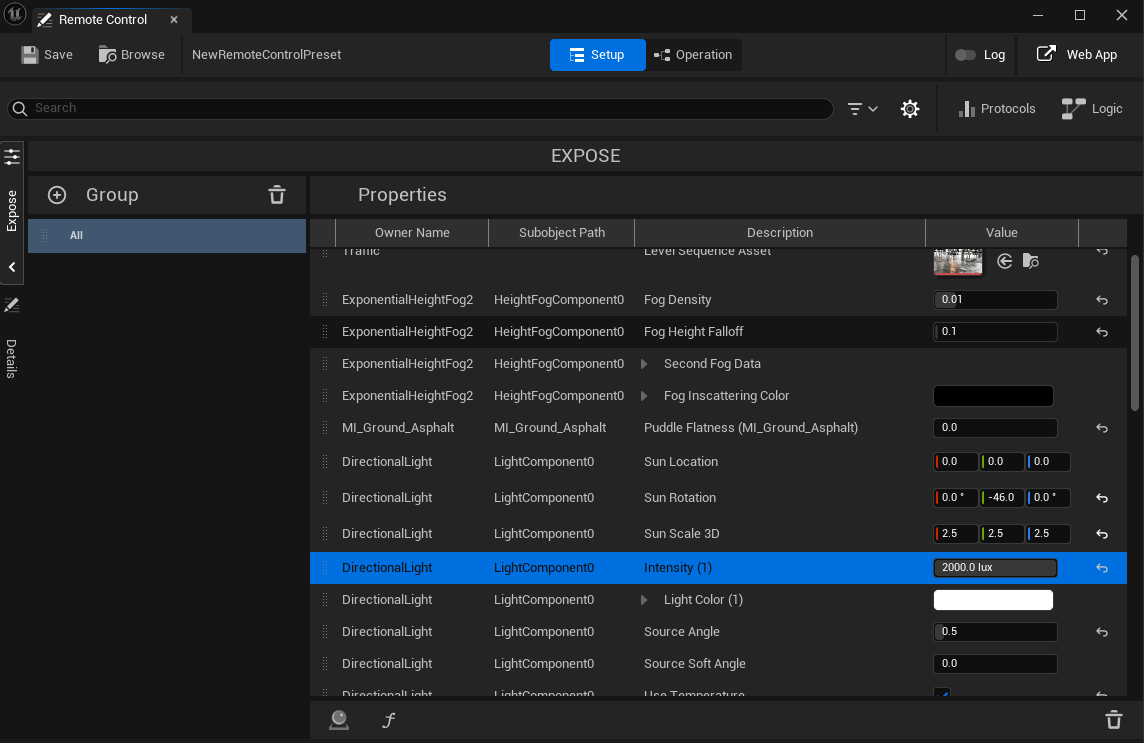 Remote Control
Save Browse NewRemoteControlPreset Setup Operation Log Web App
Search Protocols Logic
EXPOSE
Expose
Details
Group
All
Properties
Owner Name Subobject Path Description Value
Traffic Level Sequence Asset
ExponentialHeightFog2 HeightFogComponent0 Fog Density 0.01
ExponentialHeightFog2 HeightFogComponent0 Fog Height Falloff 0.1
ExponentialHeightFog2 HeightFogComponent0 Second Fog Data
ExponentialHeightFog2 HeightFogComponent0 Fog Inscattering Color
MI_Ground_Asphalt MI_Ground_Asphalt Puddle Flatness (MI_Ground_Asphalt) 0.0
DirectionalLight LightComponent0 Sun Location 0.0 0.0 0.0
DirectionalLight LightComponent0 Sun Rotation 0.0 ° -46.0 0.0 °
DirectionalLight LightComponent0 Sun Scale 3D 2.5 2.5 2.5
DirectionalLight LightComponent0 Intensity (1) 2000.0 lux
DirectionalLight LightComponent0 Light Color (1)
DirectionalLight LightComponent0 Source Angle 0.5
DirectionalLight LightComponent0 Source Soft Angle 0.0
DirectionalLight LightComponent0 Use Temperature